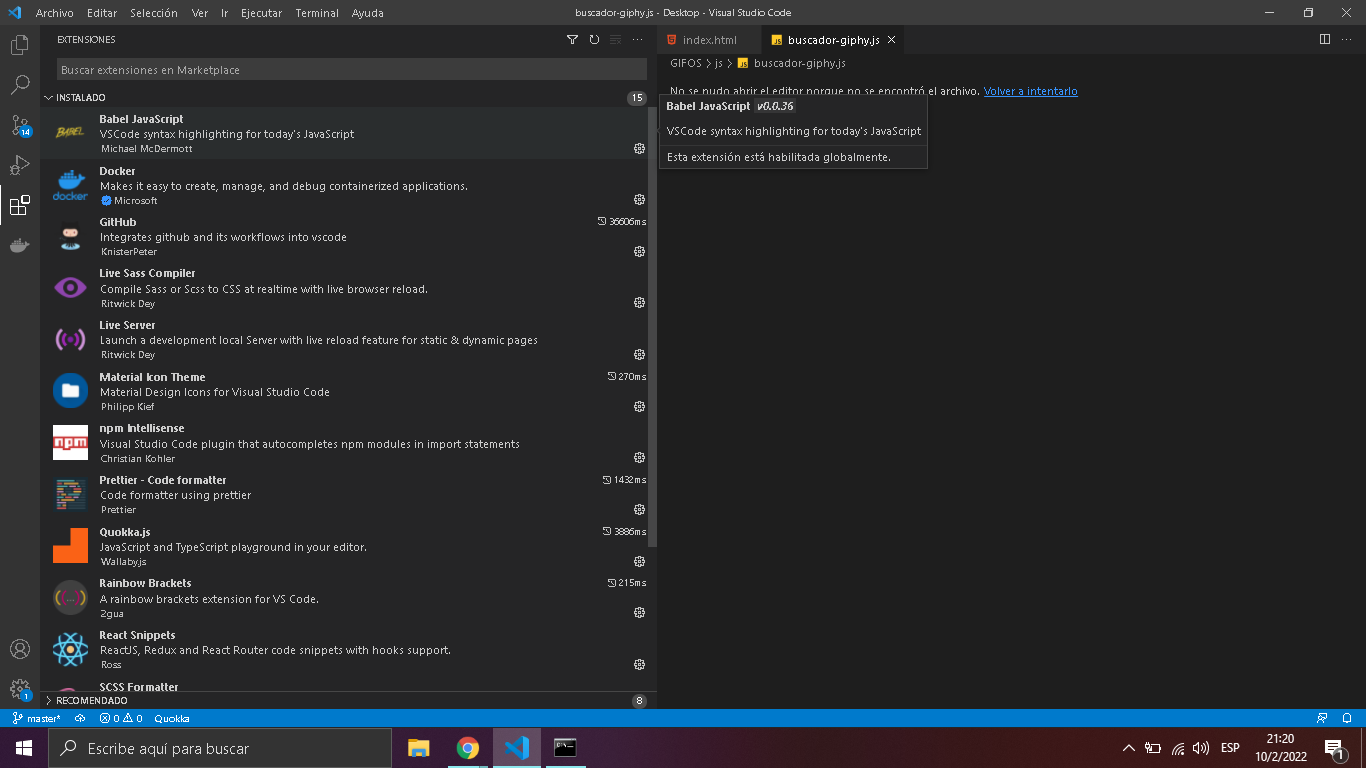 Archivo Editar Selección Ver Ir Ejecutar Terminal Ayuda
buscador-giphy.js - Desktop - Visual Studio Code
EXTENSIONES
Buscar extensiones en Marketplace
INSTALADO 15
Babel JavaScript
VSCode syntax highlighting for today's JavaScript
Michael McDermott
BABEL
Docker
Makes it easy to create, manage, and debug containerized applications.
Microsoft
docker
GitHub 36606ms
Integrates github and its workflows into vscode
KnisterPeter
Live Sass Compiler
Compile Sass or Scss to CSS at realtime with live browser reload.
Ritwick Dey
Live Server
Launch a development local Server with live reload feature for static & dynamic pages
Ritwick Dey
Material Icon Theme 270ms
Material Design Icons for Visual Studio Code
Philipp Kief
npm Intellisense
Visual Studio Code plugin that autocompletes npm modules in import statements
Christian Kohler
npm
Prettier - Code formatter 1432ms
Code formatter using prettier
Prettier
Quokka.js 3886ms
JavaScript and TypeScript playground in your editor.
Wallaby.js
Rainbow Brackets 215ms
A rainbow brackets extension for VS Code.
2gua
React Snippets
ReactJS, Redux and React Router code snippets with hooks support.
Ross
SCSS Formatter
RECOMENDADO 8
14
1
index.html
JS buscador-giphy.js
GIFOS > js > JS buscador-giphy.js
No se pudo abrir el editor porque no se encontró el archivo. Volver a intentarlo
Babel JavaScript v0.0.36
VSCode syntax highlighting for today's JavaScript
Esta extensión está habilitada globalmente.
master* 0 0 Quokka
Escribe aquí para buscar
ESP
21:20
10/2/2022
1